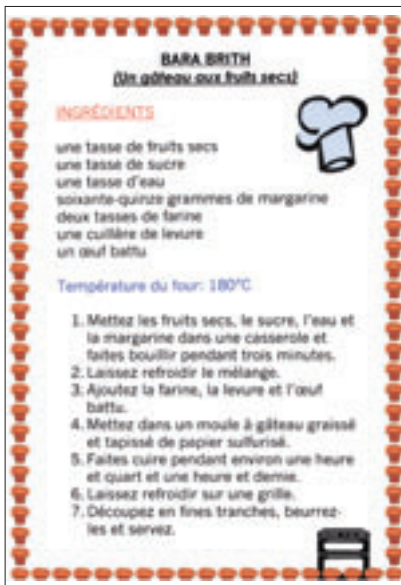 BARA BRITH
(Un gâteau aux fruits secs)
INGRÉDIENTS
une tasse de fruits secs
une tasse de sucre
une tasse d'eau
soixante-quinze grammes de margarine
deux tasses de farine
une cuillère de levure
un œuf battu
Température du four: 180°C
1. Mettez les fruits secs, le sucre, l'eau et
la margarine dans une casserole et
faites bouillir pendant trois minutes.
2. Laissez refroidir le mélange.
3. Ajoutez la farine, la levure et l'œuf
battu.
4. Mettez dans un moule à gâteau graissé
et tapissé de papier sulfurisé.
5. Faites cuire pendant environ une heure
et quart et une heure et demie.
6. Laissez refroidir sur une grille.
7. Découpez en fines tranches, beurrez-
les et servez.